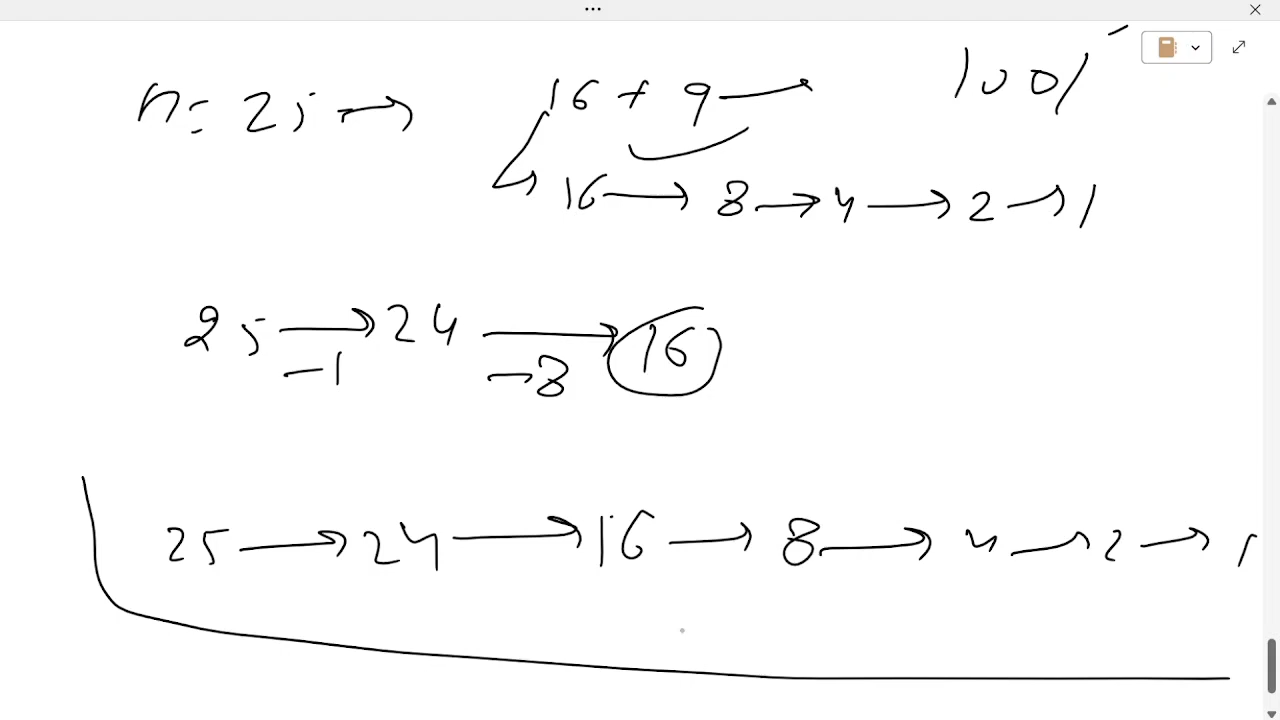 n = 25 → 16 + 9 → 1001
16 → 8 → 4 → 2 → 1
25 → 24 → 16
-1 -8
25 → 24 → 16 → 8 → 4 → 2 → 1